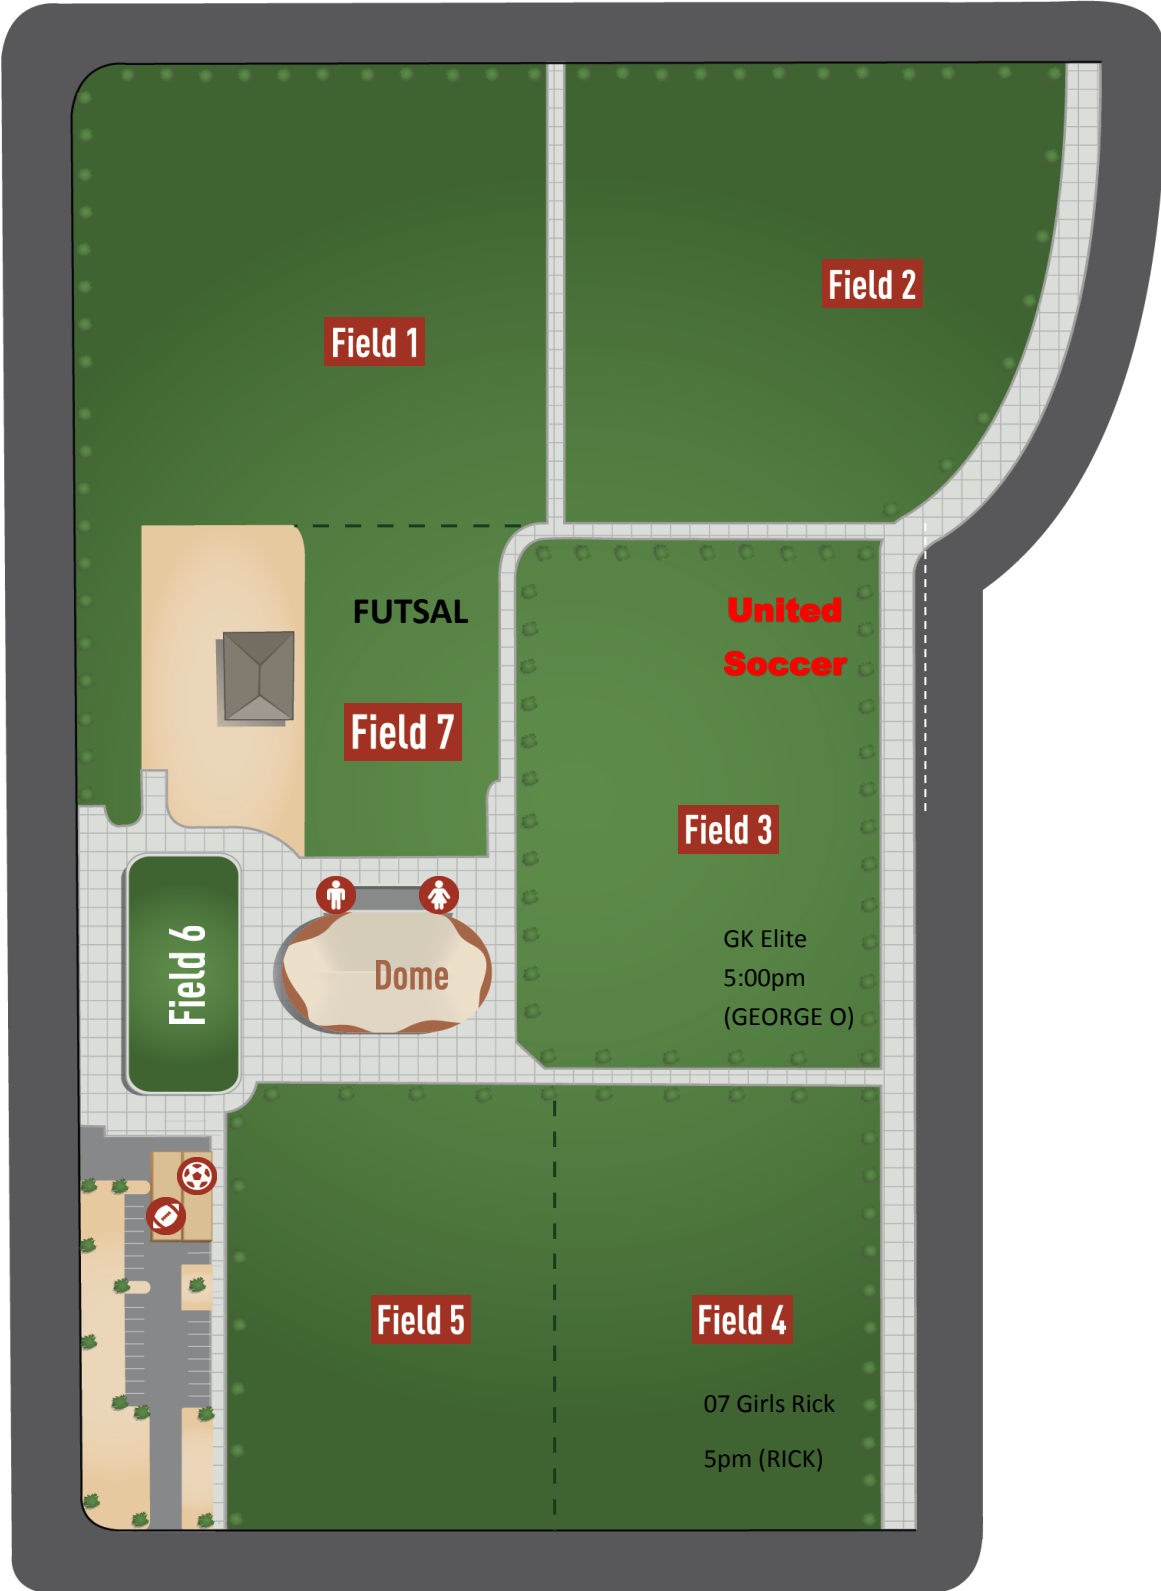 Field 2
Field 1
FUTSAL
United
Soccer
Field 7
Field 3
GK Elite
5:00pm
(GEORGE O)
Field 6
Dome
Field 5
Field 4
07 Girls Rick
5pm (RICK)